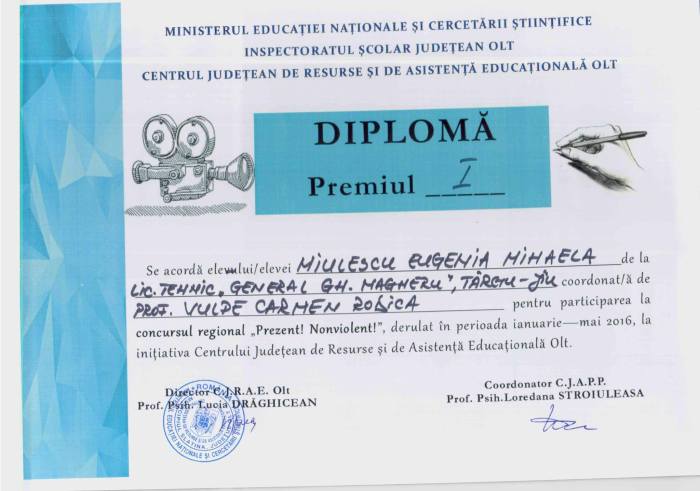 MINISTERUL EDUCAȚIEI NAȚIONALE ȘI CERCETĂRII ȘTIINȚIFICE
INSPECTORATUL ȘCOLAR JUDEȚEAN OLT
CENTRUL JUDEȚEAN DE RESURSE ȘI DE ASISTENȚĂ EDUCAȚIONALĂ OLT
DIPLOMĂ
Premiul __I__
Se acordă elevului/elevei MIULESCU EUGENIA MIHAELA de la
LIC. TEHNIC „GENERAL GH. MAGHERU", TÂRGU-JIU coordonat/ă de
PROF. VULPE CARMEN RODICA pentru participarea la
concursul regional „Prezent! Nonviolent!", derulat în perioada ianuarie—mai 2016, la
inițiativa Centrului Județean de Resurse și de Asistență Educațională Olt.
Director C.J.R.A.E. Olt
Prof. Psih. Lucia DRĂGHICEAN
Coordonator C.J.A.P.P.
Prof. Psih.Loredana STROIULEASA
ROMÂNIA